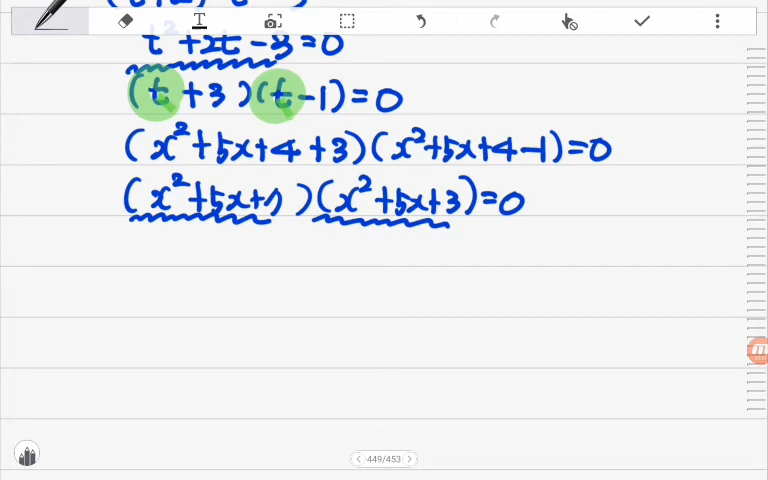 t² + 2t - 3 = 0
(t + 3)(t - 1) = 0
(x² + 5x + 4 + 3)(x² + 5x + 4 - 1) = 0
(x² + 5x + 7)(x² + 5x + 3) = 0
449/453